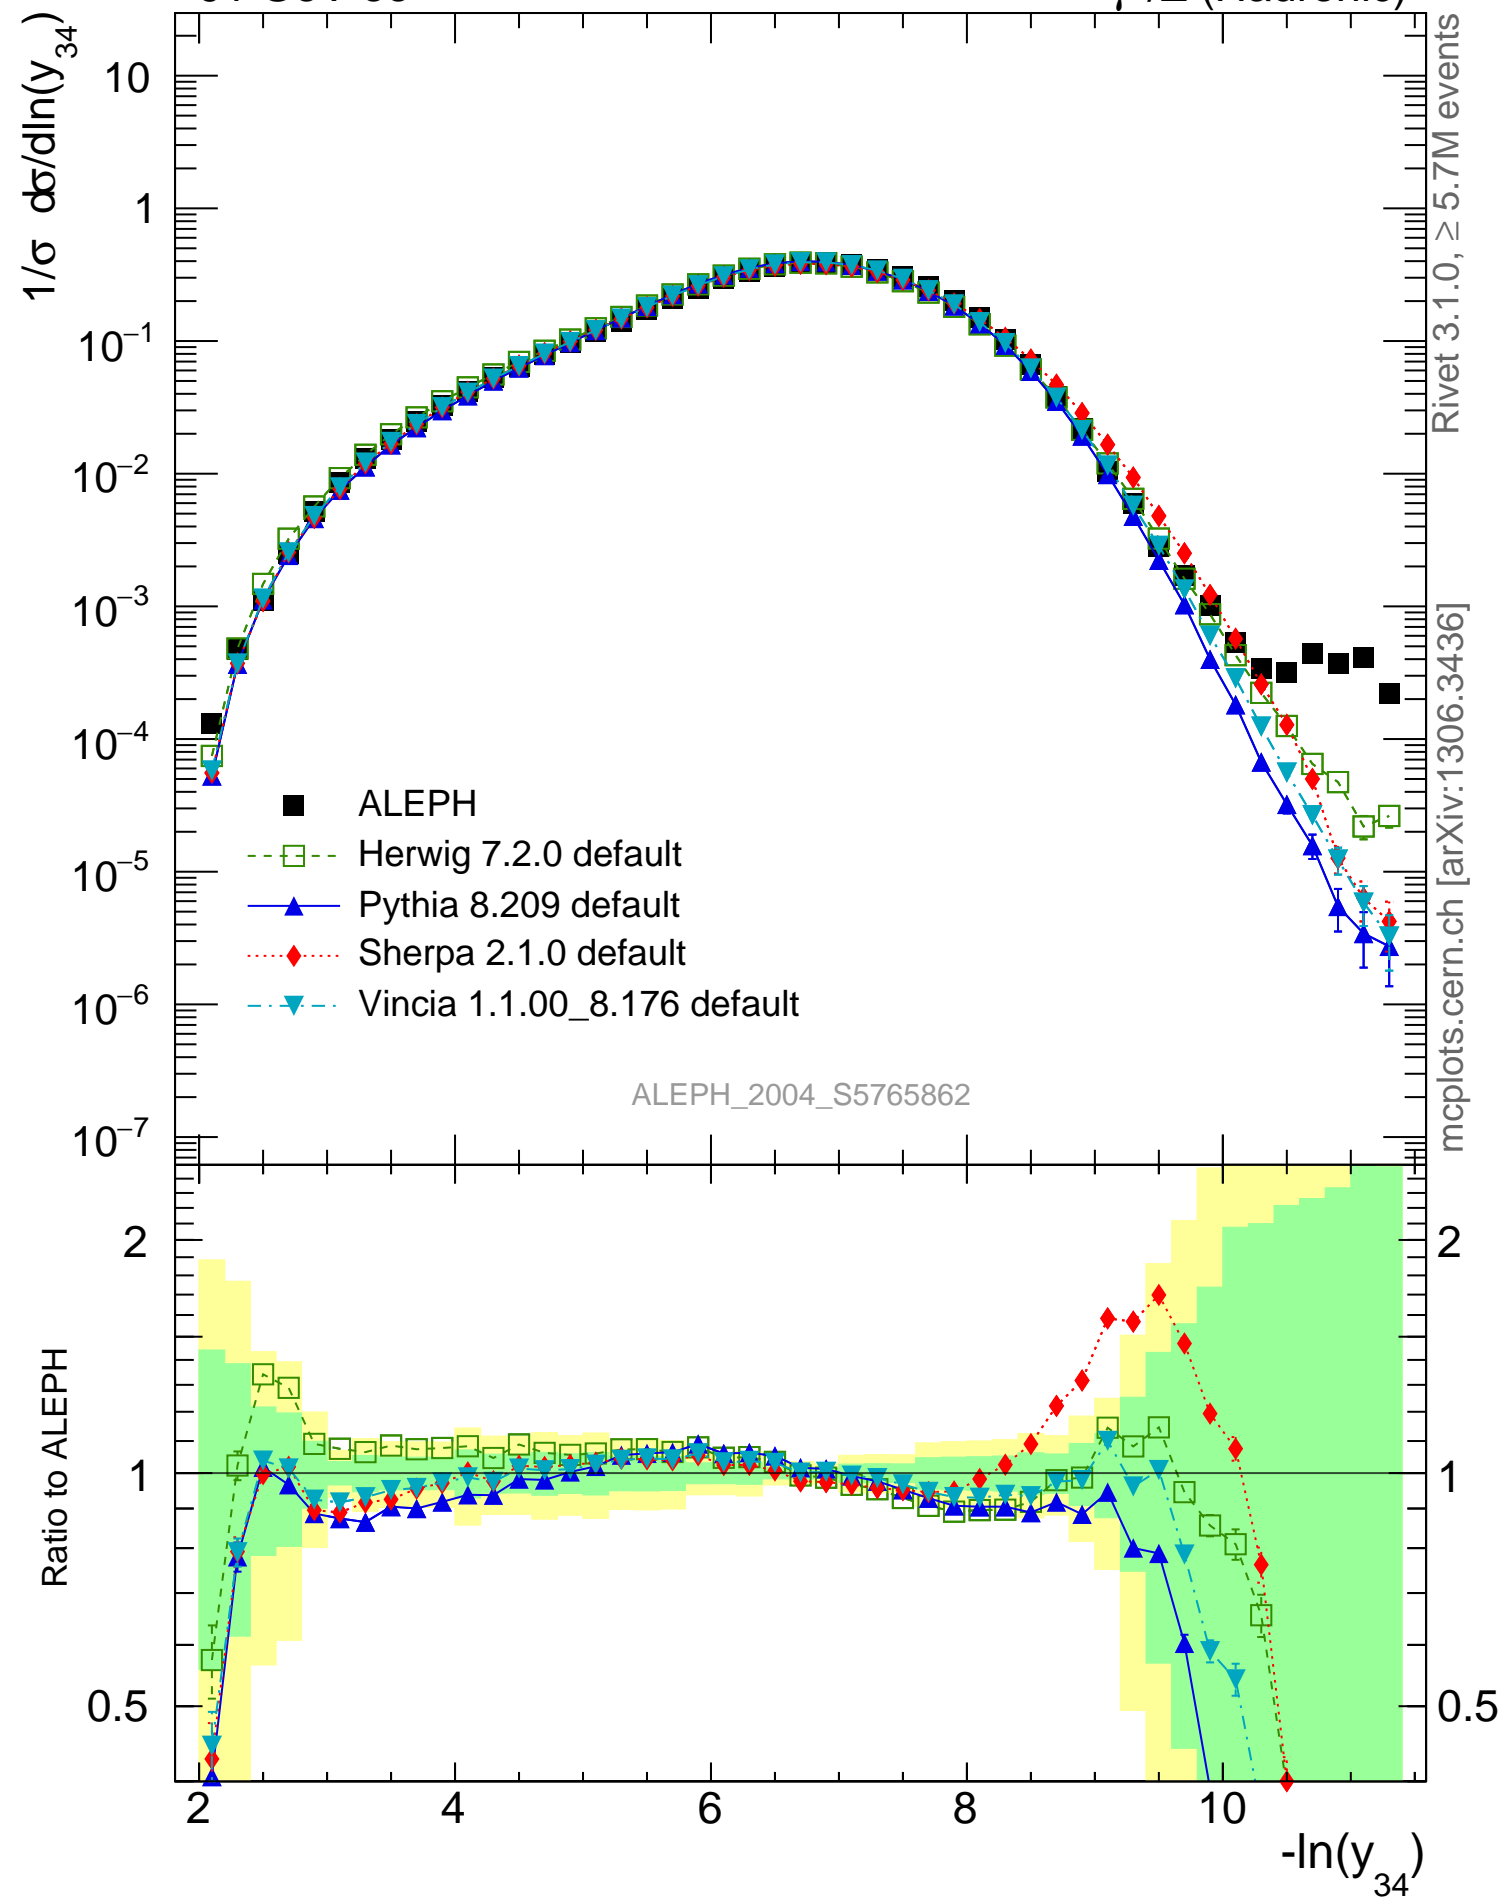 1/σ dσ/dln(y34)
10
1
10−1
10−2
10−3
10−4
10−5
10−6
10−7
ALEPH
Herwig 7.2.0 default
Pythia 8.209 default
Sherpa 2.1.0 default
Vincia 1.1.00_8.176 default
ALEPH_2004_S5765862
Rivet 3.1.0, ≥ 5.7M events
mcplots.cern.ch [arXiv:1306.3436]
Ratio to ALEPH
2
1
0.5
2
1
0.5
2 4 6 8 10
-ln(y34)